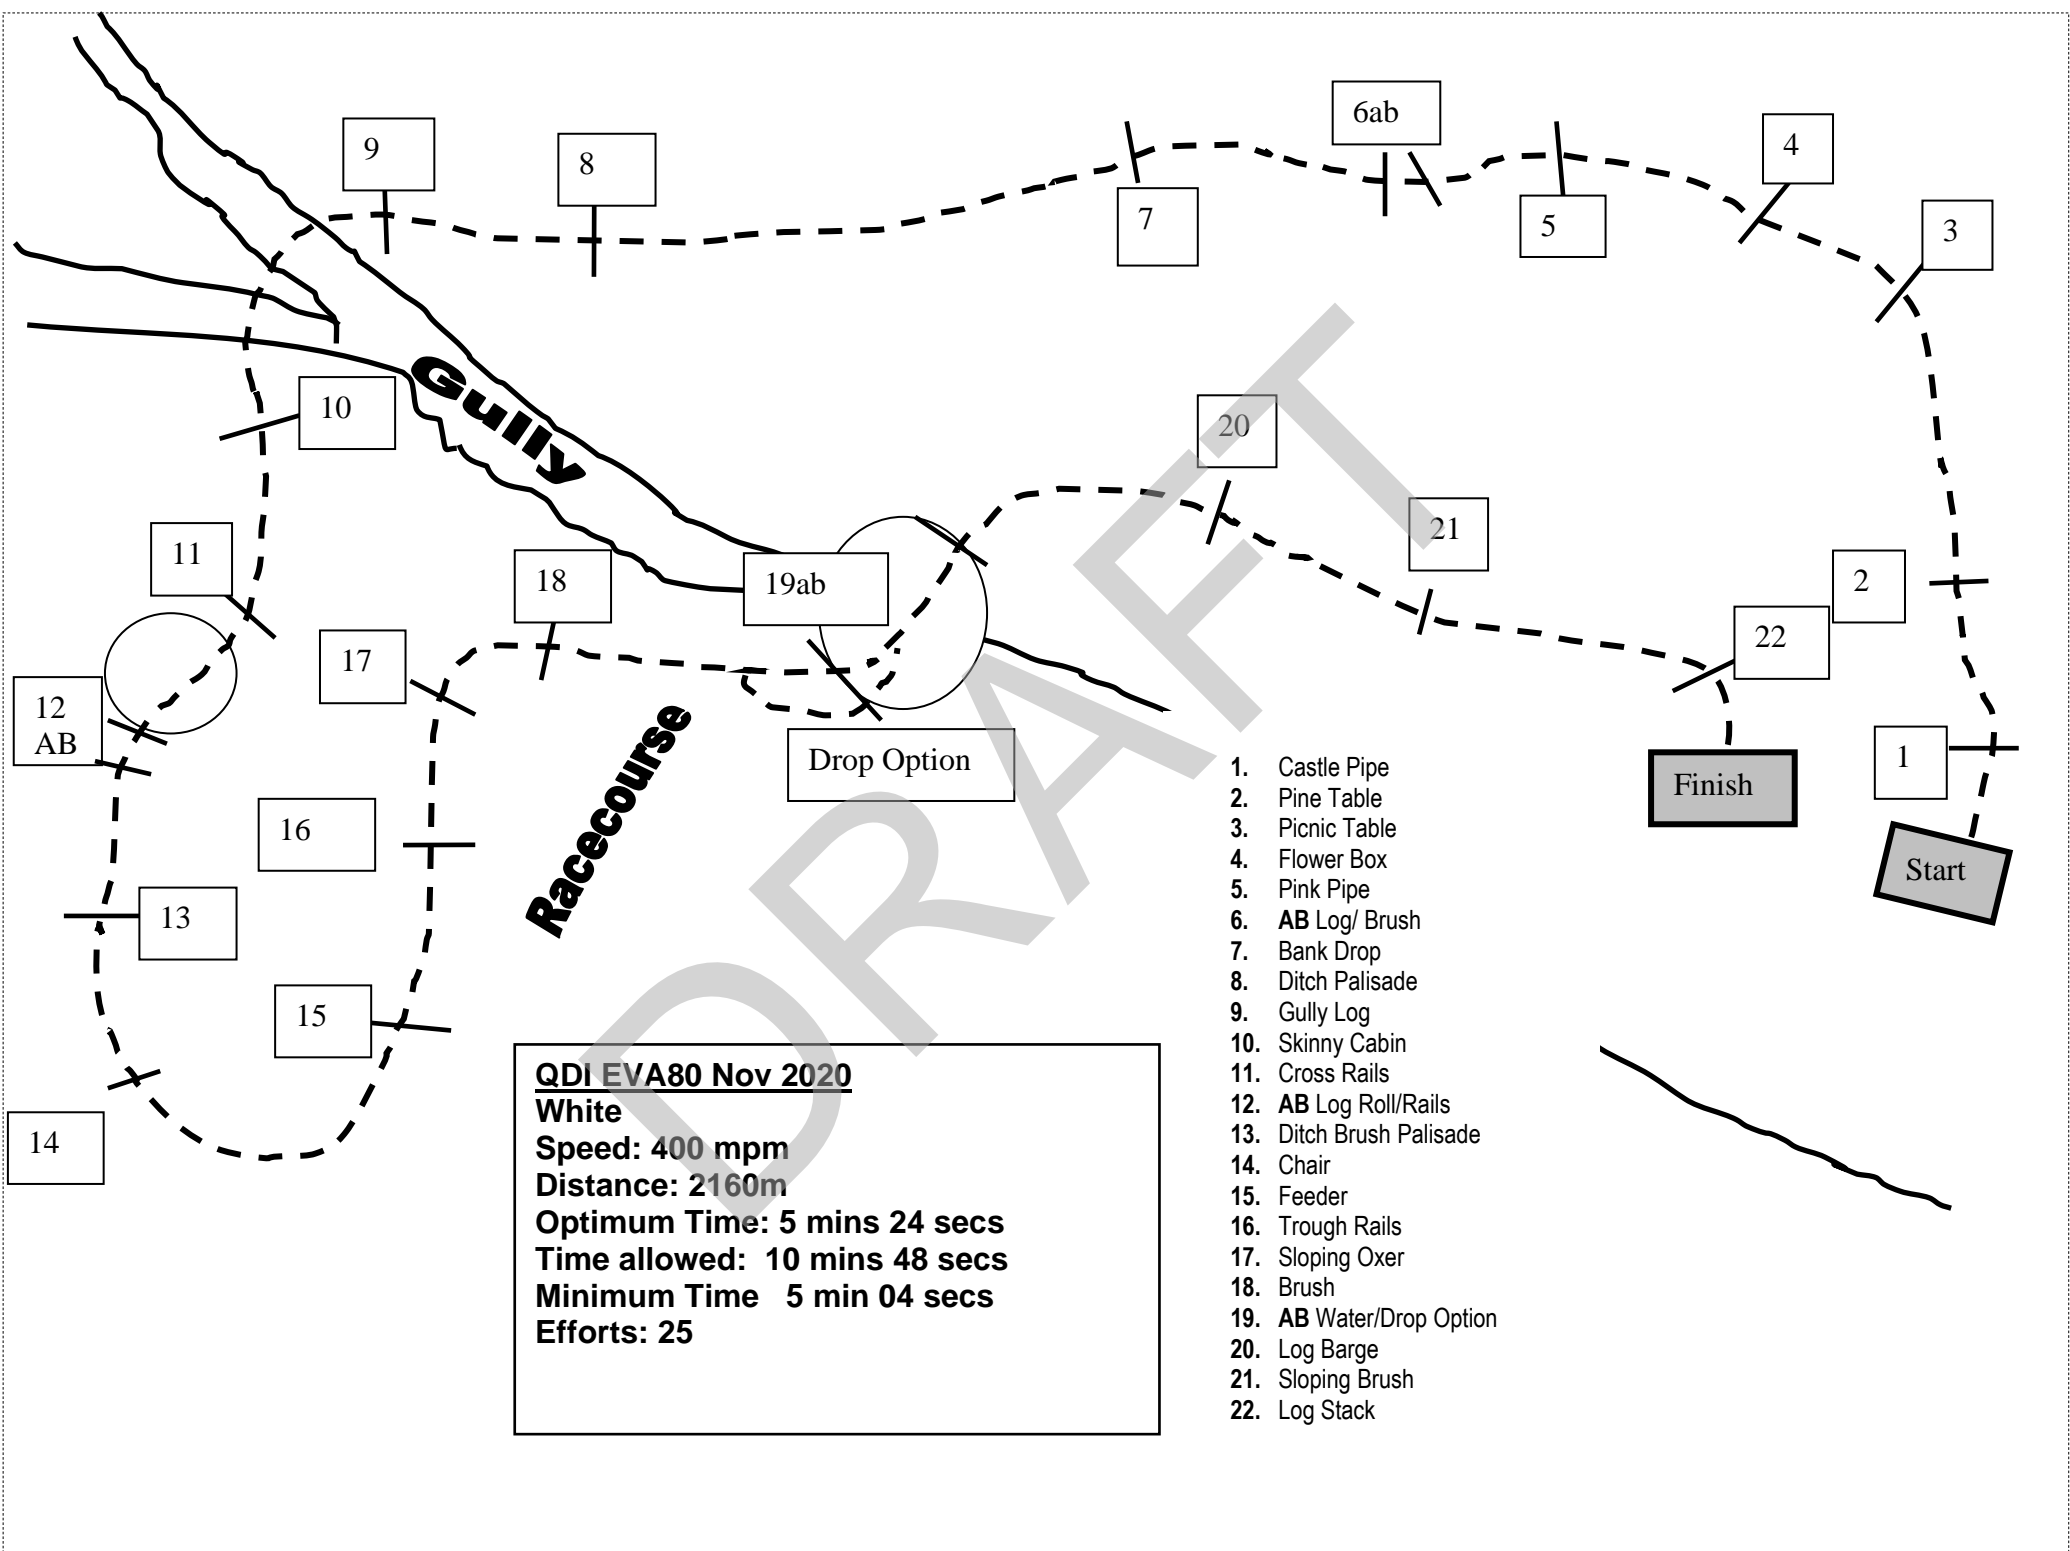 6ab
9
8
4
7
5
3
Gully
10
20
21
11
18
19ab
2
22
17
12
AB
Racecourse
Drop Option
1
Finish
Start
16
13
15
14
DRAFT
1. Castle Pipe
2. Pine Table
3. Picnic Table
4. Flower Box
5. Pink Pipe
6. AB Log/ Brush
7. Bank Drop
8. Ditch Palisade
9. Gully Log
10. Skinny Cabin
11. Cross Rails
12. AB Log Roll/Rails
13. Ditch Brush Palisade
14. Chair
15. Feeder
16. Trough Rails
17. Sloping Oxer
18. Brush
19. AB Water/Drop Option
20. Log Barge
21. Sloping Brush
22. Log Stack
QDI EVA80 Nov 2020
White
Speed: 400 mpm
Distance: 2160m
Optimum Time: 5 mins 24 secs
Time allowed: 10 mins 48 secs
Minimum Time 5 min 04 secs
Efforts: 25